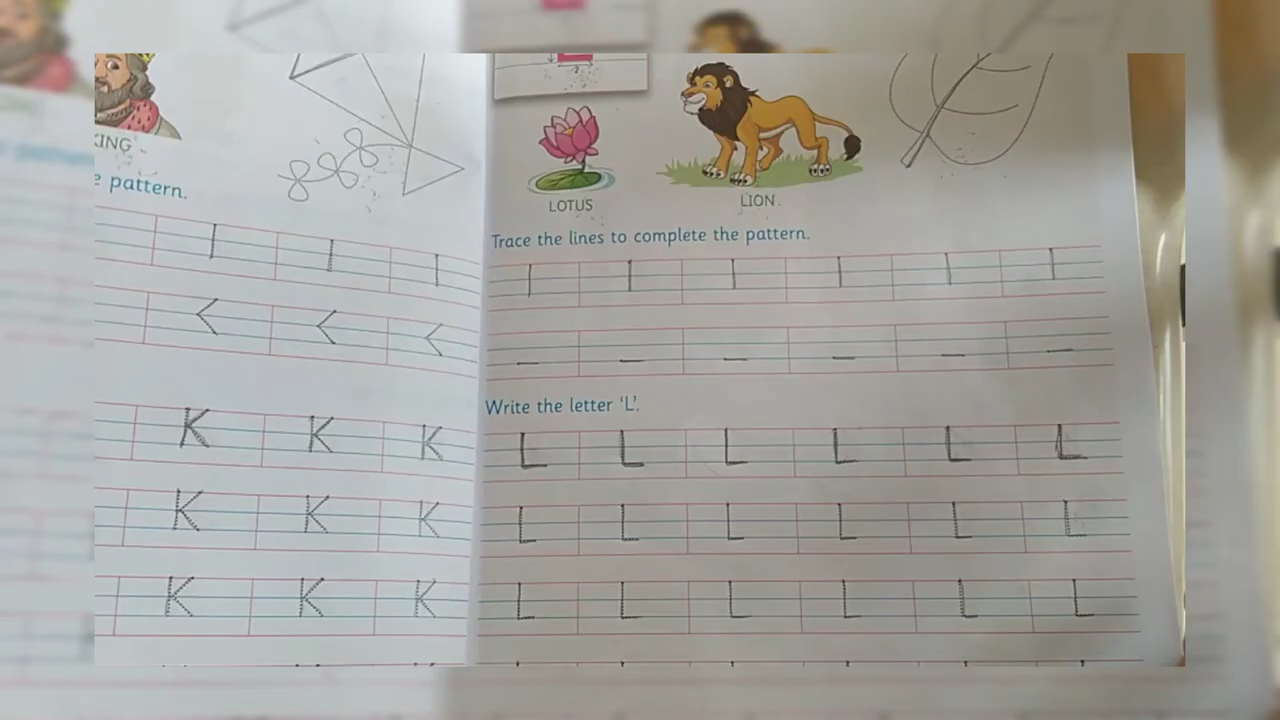 KING
pattern.
K K K
K K K
K K K
LOTUS
LION
Trace the lines to complete the pattern.
Write the letter 'L'.
L L L L L L
L L L L L L
L L L L L L